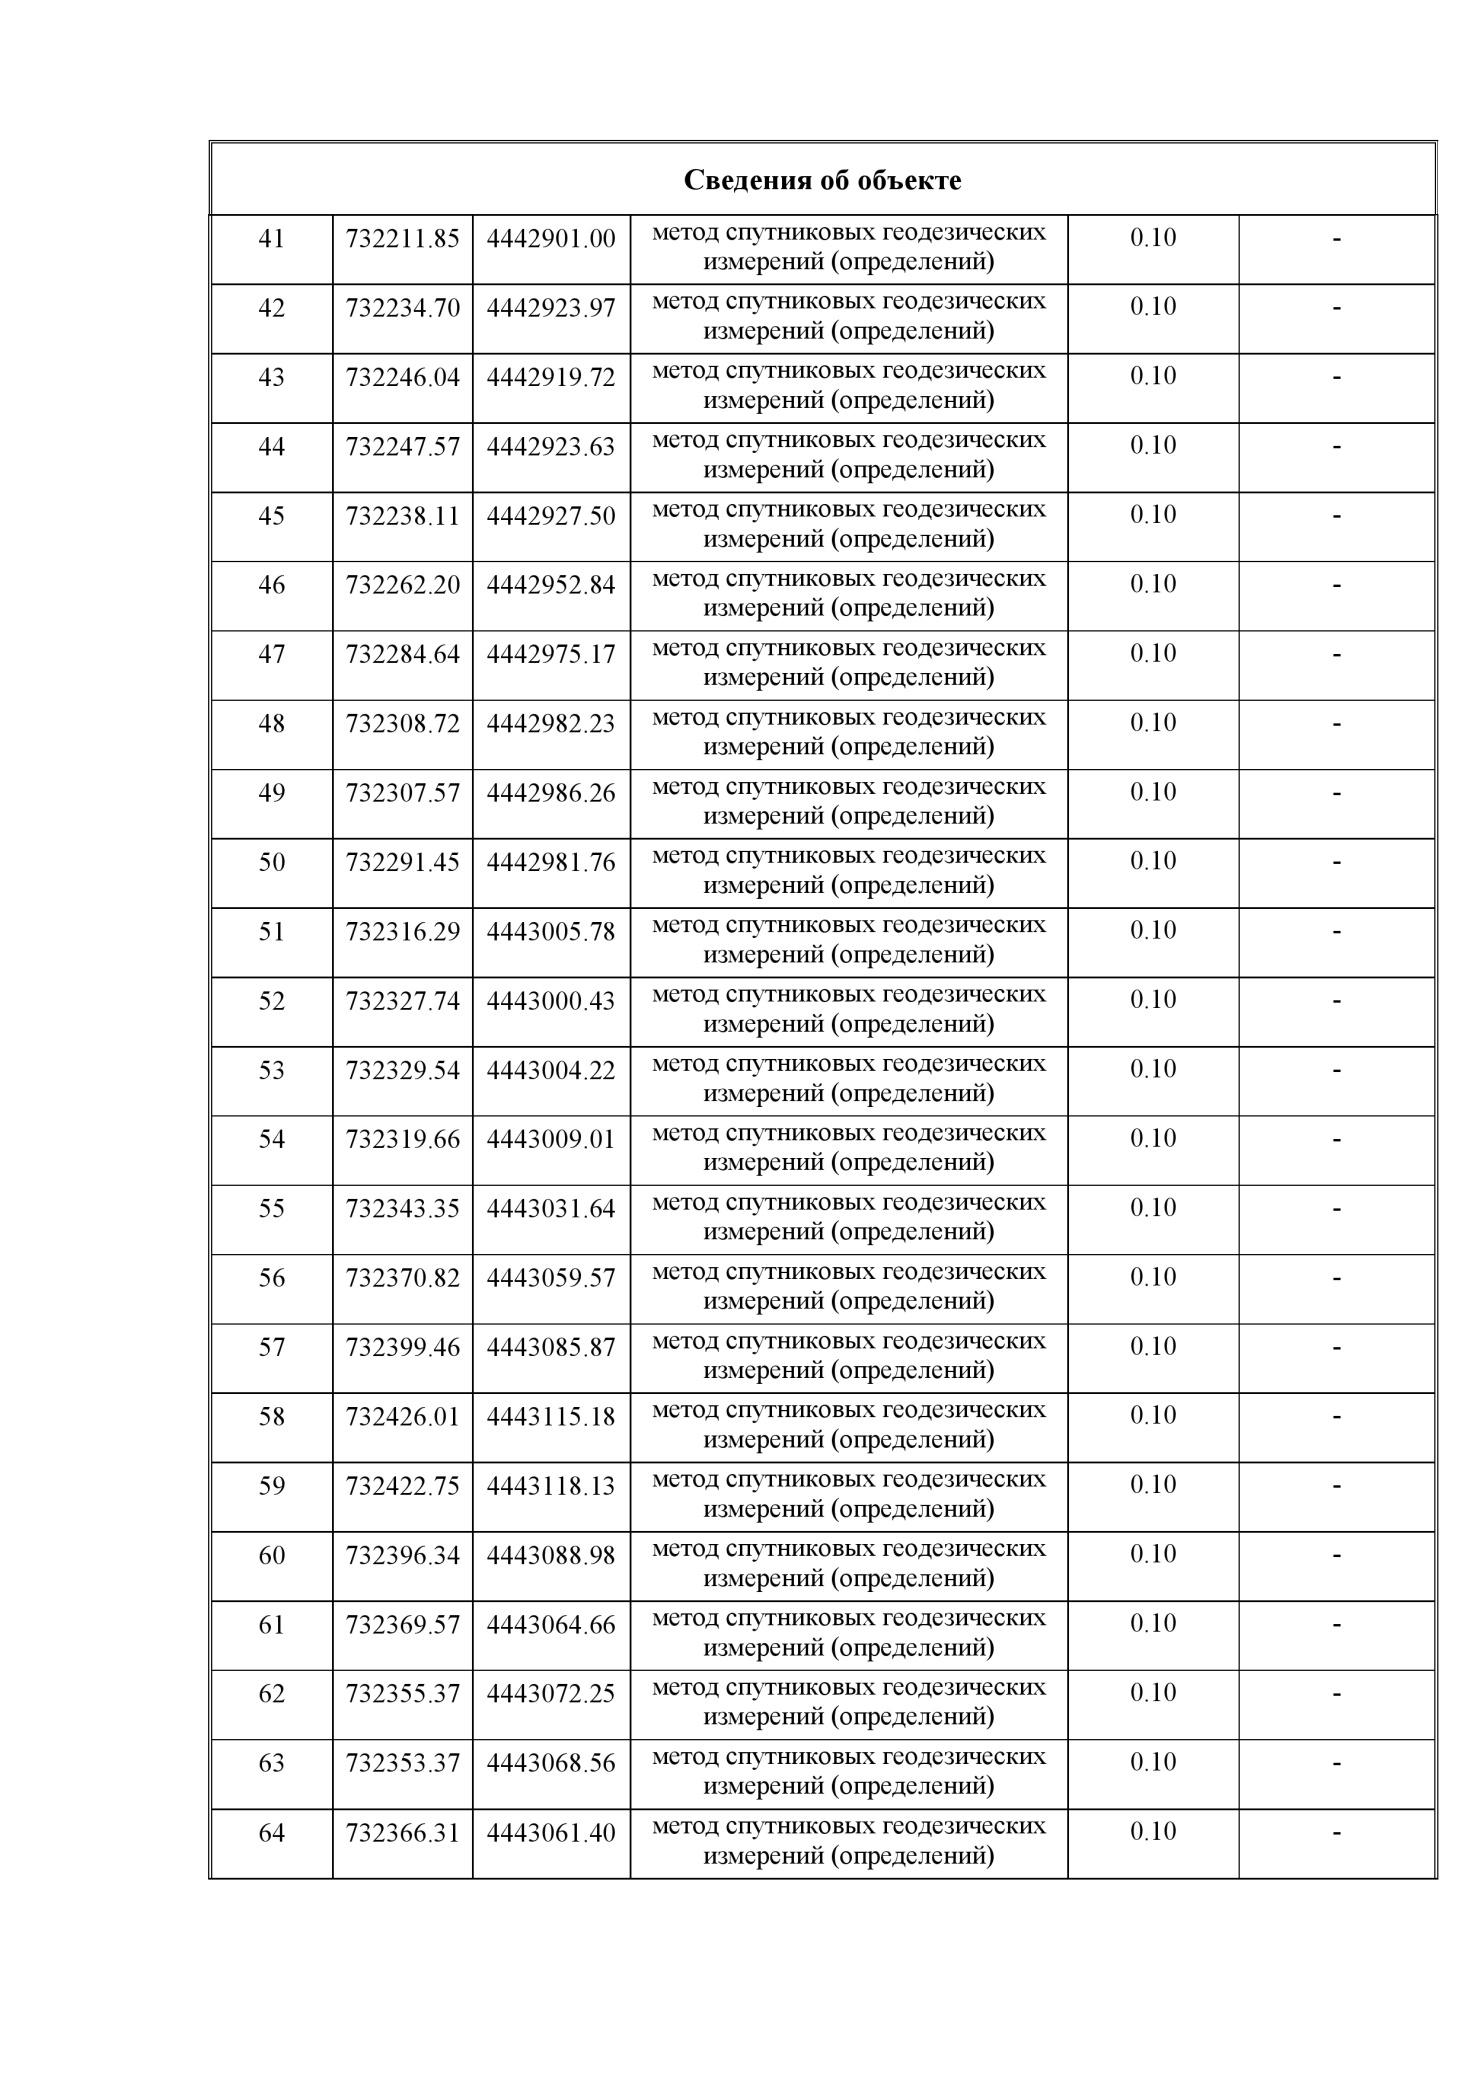 Сведения об объекте
41 732211.85 4442901.00 метод спутниковых геодезических измерений (определений) 0.10 -
42 732234.70 4442923.97 метод спутниковых геодезических измерений (определений) 0.10 -
43 732246.04 4442919.72 метод спутниковых геодезических измерений (определений) 0.10 -
44 732247.57 4442923.63 метод спутниковых геодезических измерений (определений) 0.10 -
45 732238.11 4442927.50 метод спутниковых геодезических измерений (определений) 0.10 -
46 732262.20 4442952.84 метод спутниковых геодезических измерений (определений) 0.10 -
47 732284.64 4442975.17 метод спутниковых геодезических измерений (определений) 0.10 -
48 732308.72 4442982.23 метод спутниковых геодезических измерений (определений) 0.10 -
49 732307.57 4442986.26 метод спутниковых геодезических измерений (определений) 0.10 -
50 732291.45 4442981.76 метод спутниковых геодезических измерений (определений) 0.10 -
51 732316.29 4443005.78 метод спутниковых геодезических измерений (определений) 0.10 -
52 732327.74 4443000.43 метод спутниковых геодезических измерений (определений) 0.10 -
53 732329.54 4443004.22 метод спутниковых геодезических измерений (определений) 0.10 -
54 732319.66 4443009.01 метод спутниковых геодезических измерений (определений) 0.10 -
55 732343.35 4443031.64 метод спутниковых геодезических измерений (определений) 0.10 -
56 732370.82 4443059.57 метод спутниковых геодезических измерений (определений) 0.10 -
57 732399.46 4443085.87 метод спутниковых геодезических измерений (определений) 0.10 -
58 732426.01 4443115.18 метод спутниковых геодезических измерений (определений) 0.10 -
59 732422.75 4443118.13 метод спутниковых геодезических измерений (определений) 0.10 -
60 732396.34 4443088.98 метод спутниковых геодезических измерений (определений) 0.10 -
61 732369.57 4443064.66 метод спутниковых геодезических измерений (определений) 0.10 -
62 732355.37 4443072.25 метод спутниковых геодезических измерений (определений) 0.10 -
63 732353.37 4443068.56 метод спутниковых геодезических измерений (определений) 0.10 -
64 732366.31 4443061.40 метод спутниковых геодезических измерений (определений) 0.10 -